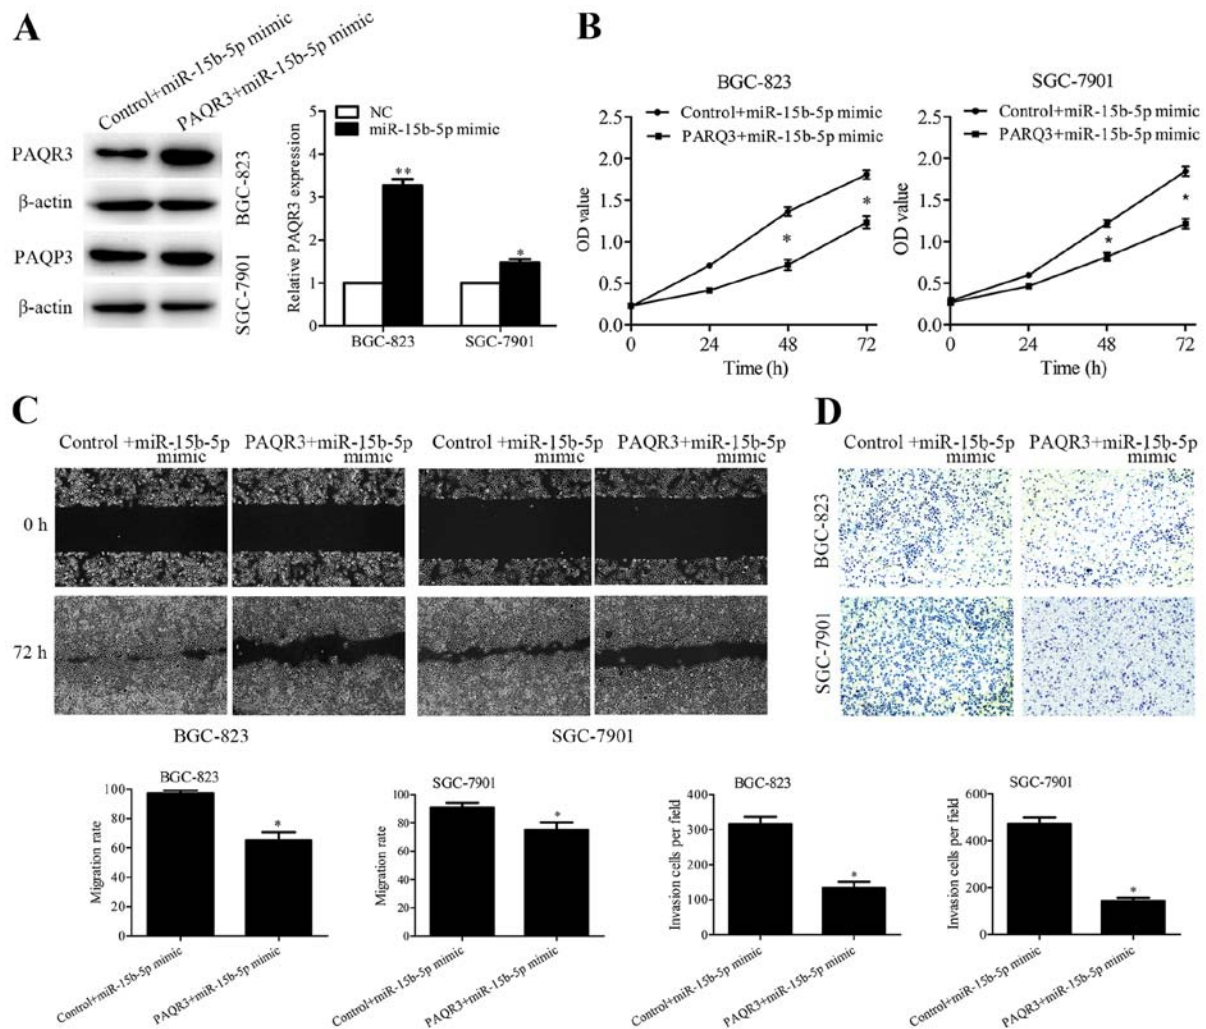 A
Control+miR-15b-5p mimic
PAQR3+miR-15b-5p mimic
PAQR3
β-actin
PAQP3
β-actin
BGC-823
SGC-7901
NC
miR-15b-5p mimic
Relative PAQR3 expression
5
4
3
2
1
0
**
*
BGC-823
SGC-7901
B
BGC-823
Control+miR-15b-5p mimic
PARQ3+miR-15b-5p mimic
OD value
2.0
1.5
1.0
0.5
0.0
*
*
0
24
48
72
Time (h)
SGC-7901
Control+miR-15b-5p mimic
PARQ3+miR-15b-5p mimic
OD value
2.0
1.5
1.0
0.5
0.0
*
*
0
24
48
72
Time (h)
C
Control +miR-15b-5p
mimic
PAQR3+miR-15b-5p
mimic
Control +miR-15b-5p
mimic
PAQR3+miR-15b-5p
mimic
0 h
72 h
BGC-823
SGC-7901
D
Control+miR-15b-5p
mimic
PAQR3+miR-15b-5p
mimic
BGC-823
SGC-7901
BGC-823
Migration rate
100
80
60
40
20
0
*
Control+miR-15b-5p mimic
PAQR3+miR-15b-5p mimic
SGC-7901
Migration rate
100
80
60
40
20
0
*
Control+miR-15b-5p mimic
PAQR3+miR-15b-5p mimic
BGC-823
Invasion cells per field
400
300
200
100
0
*
Control+miR-15b-5p mimic
PAQR3+miR-15b-5p mimic
SGC-7901
Invasion cells per field
600
400
200
0
*
Control+miR-15b-5p mimic
PAQR3+miR-15b-5p mimic